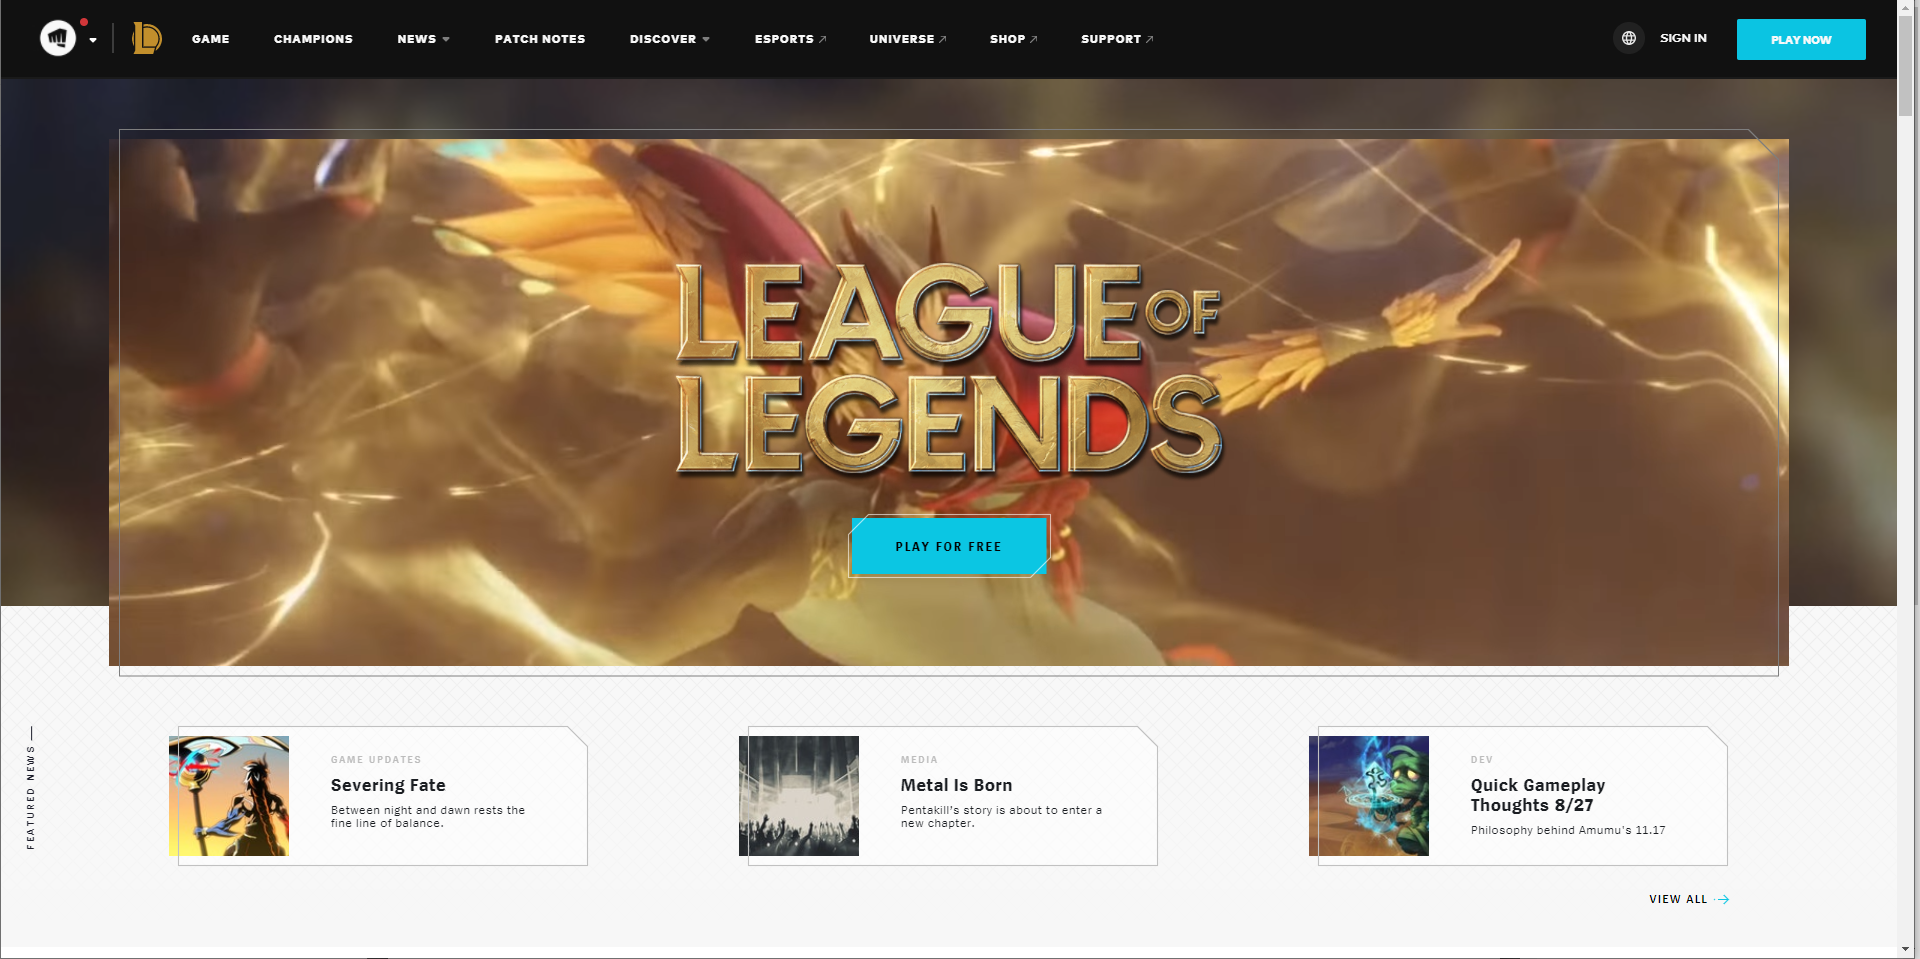 GAME
CHAMPIONS
NEWS
PATCH NOTES
DISCOVER
ESPORTS
UNIVERSE
SHOP
SUPPORT
SIGN IN
PLAY NOW
LEAGUE OF
LEGENDS
PLAY FOR FREE
FEATURED NEWS
GAME UPDATES
Severing Fate
Between night and dawn rests the
fine line of balance.
MEDIA
Metal Is Born
Pentakill's story is about to enter a
new chapter.
DEV
Quick Gameplay
Thoughts 8/27
Philosophy behind Amumu's 11.17
VIEW ALL